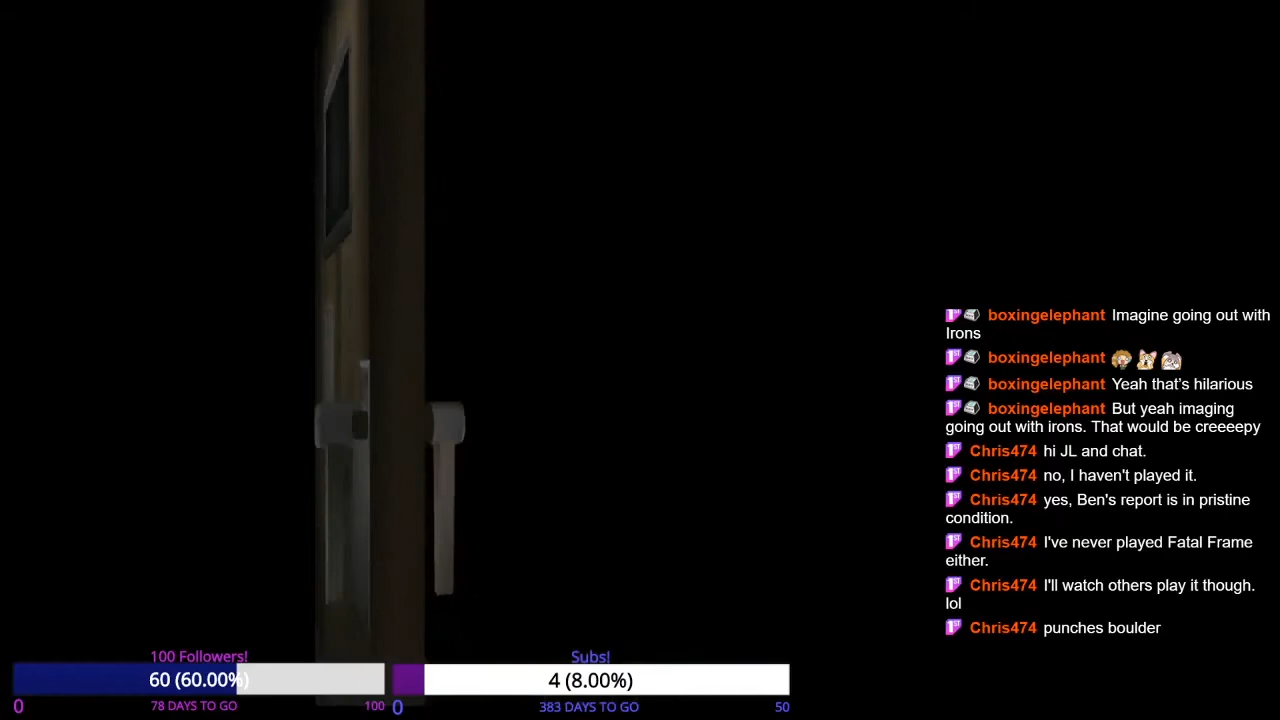 boxingelephant Imagine going out with
Irons
boxingelephant
boxingelephant Yeah that's hilarious
boxingelephant But yeah imaging
going out with irons. That would be creeeepy
Chris474 hi JL and chat.
Chris474 no, I haven't played it.
Chris474 yes, Ben's report is in pristine
condition.
Chris474 I've never played Fatal Frame
either.
Chris474 I'll watch others play it though.
lol
Chris474 punches boulder
100 Followers!
60 (60.00%)
0 78 DAYS TO GO 100
Subs!
4 (8.00%)
0 383 DAYS TO GO 50